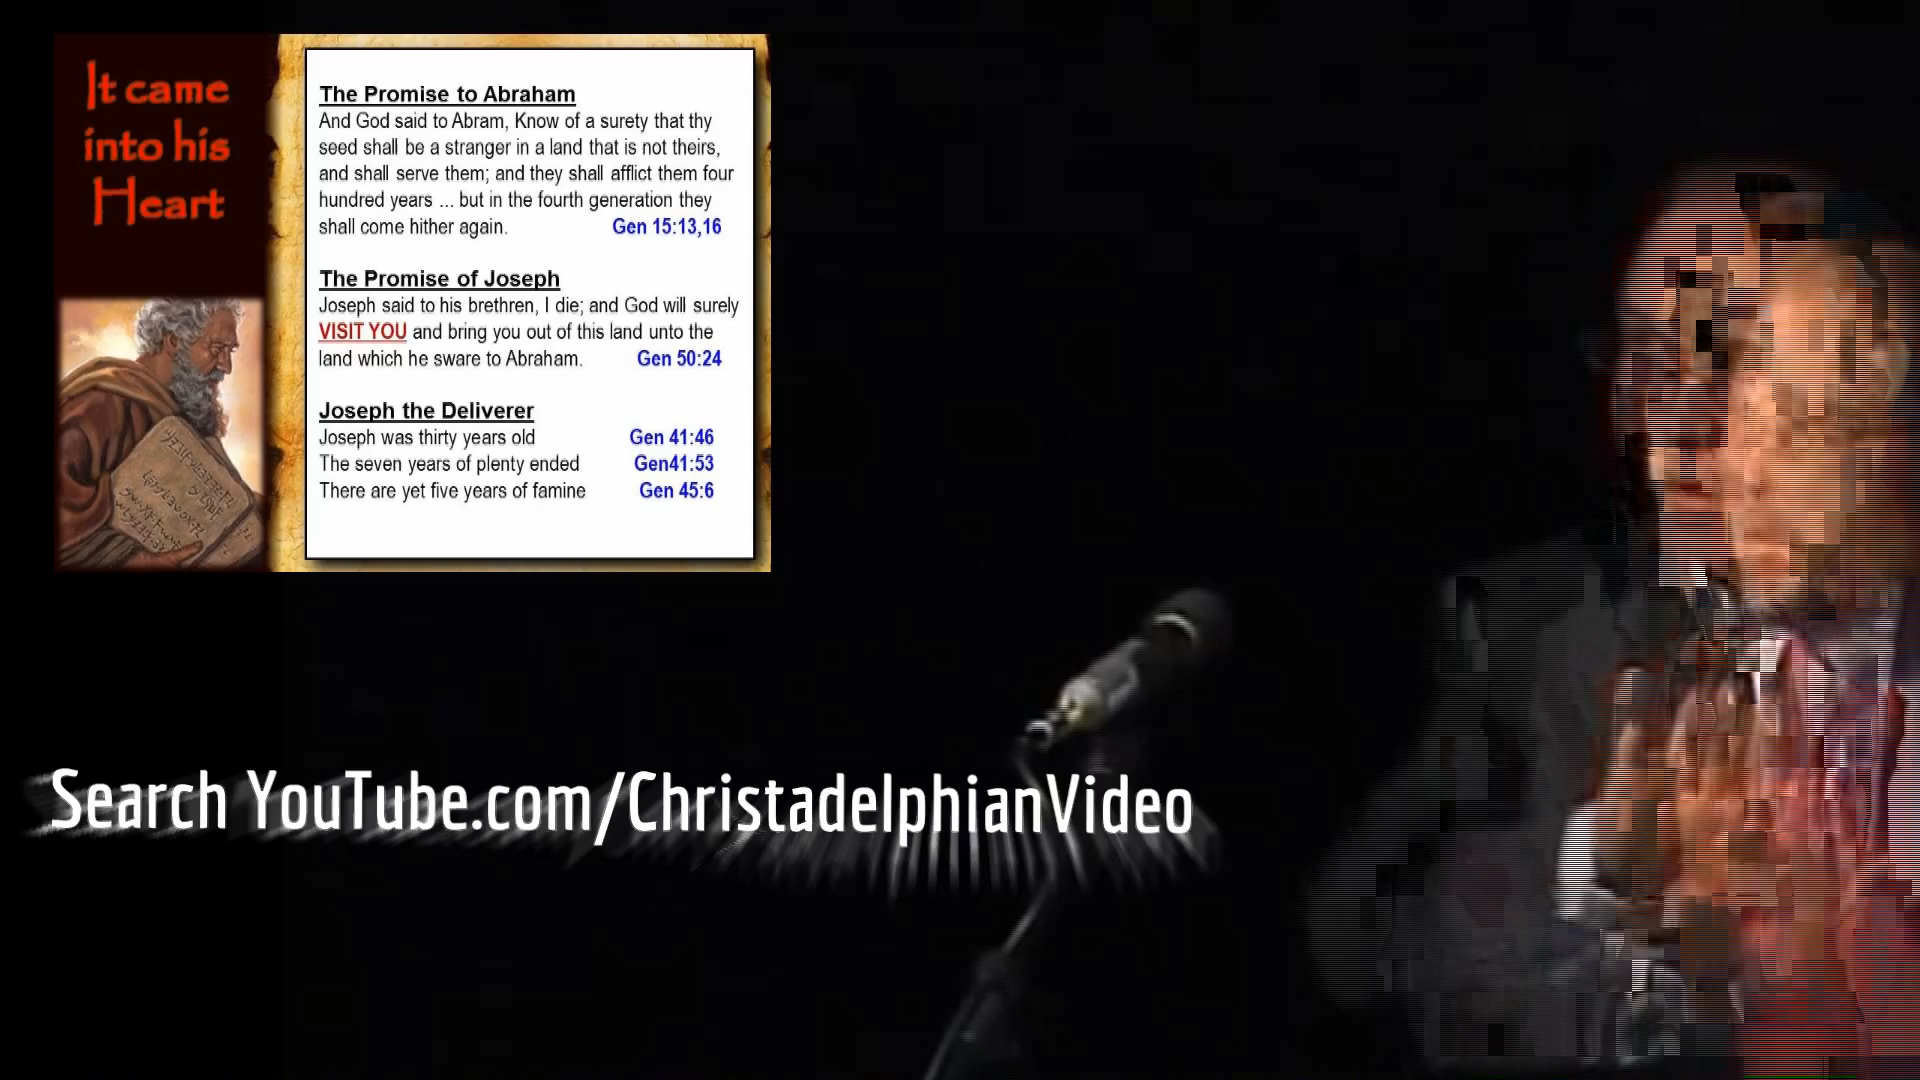 It came
into his
Heart
The Promise to Abraham
And God said to Abram, Know of a surety that thy
seed shall be a stranger in a land that is not theirs,
and shall serve them; and they shall afflict them four
hundred years ... but in the fourth generation they
shall come hither again. Gen 15:13,16
The Promise of Joseph
Joseph said to his brethren, I die; and God will surely
VISIT YOU and bring you out of this land unto the
land which he sware to Abraham. Gen 50:24
Joseph the Deliverer
Joseph was thirty years old Gen 41:46
The seven years of plenty ended Gen41:53
There are yet five years of famine Gen 45:6
Search YouTube.com/ChristadelphianVideo